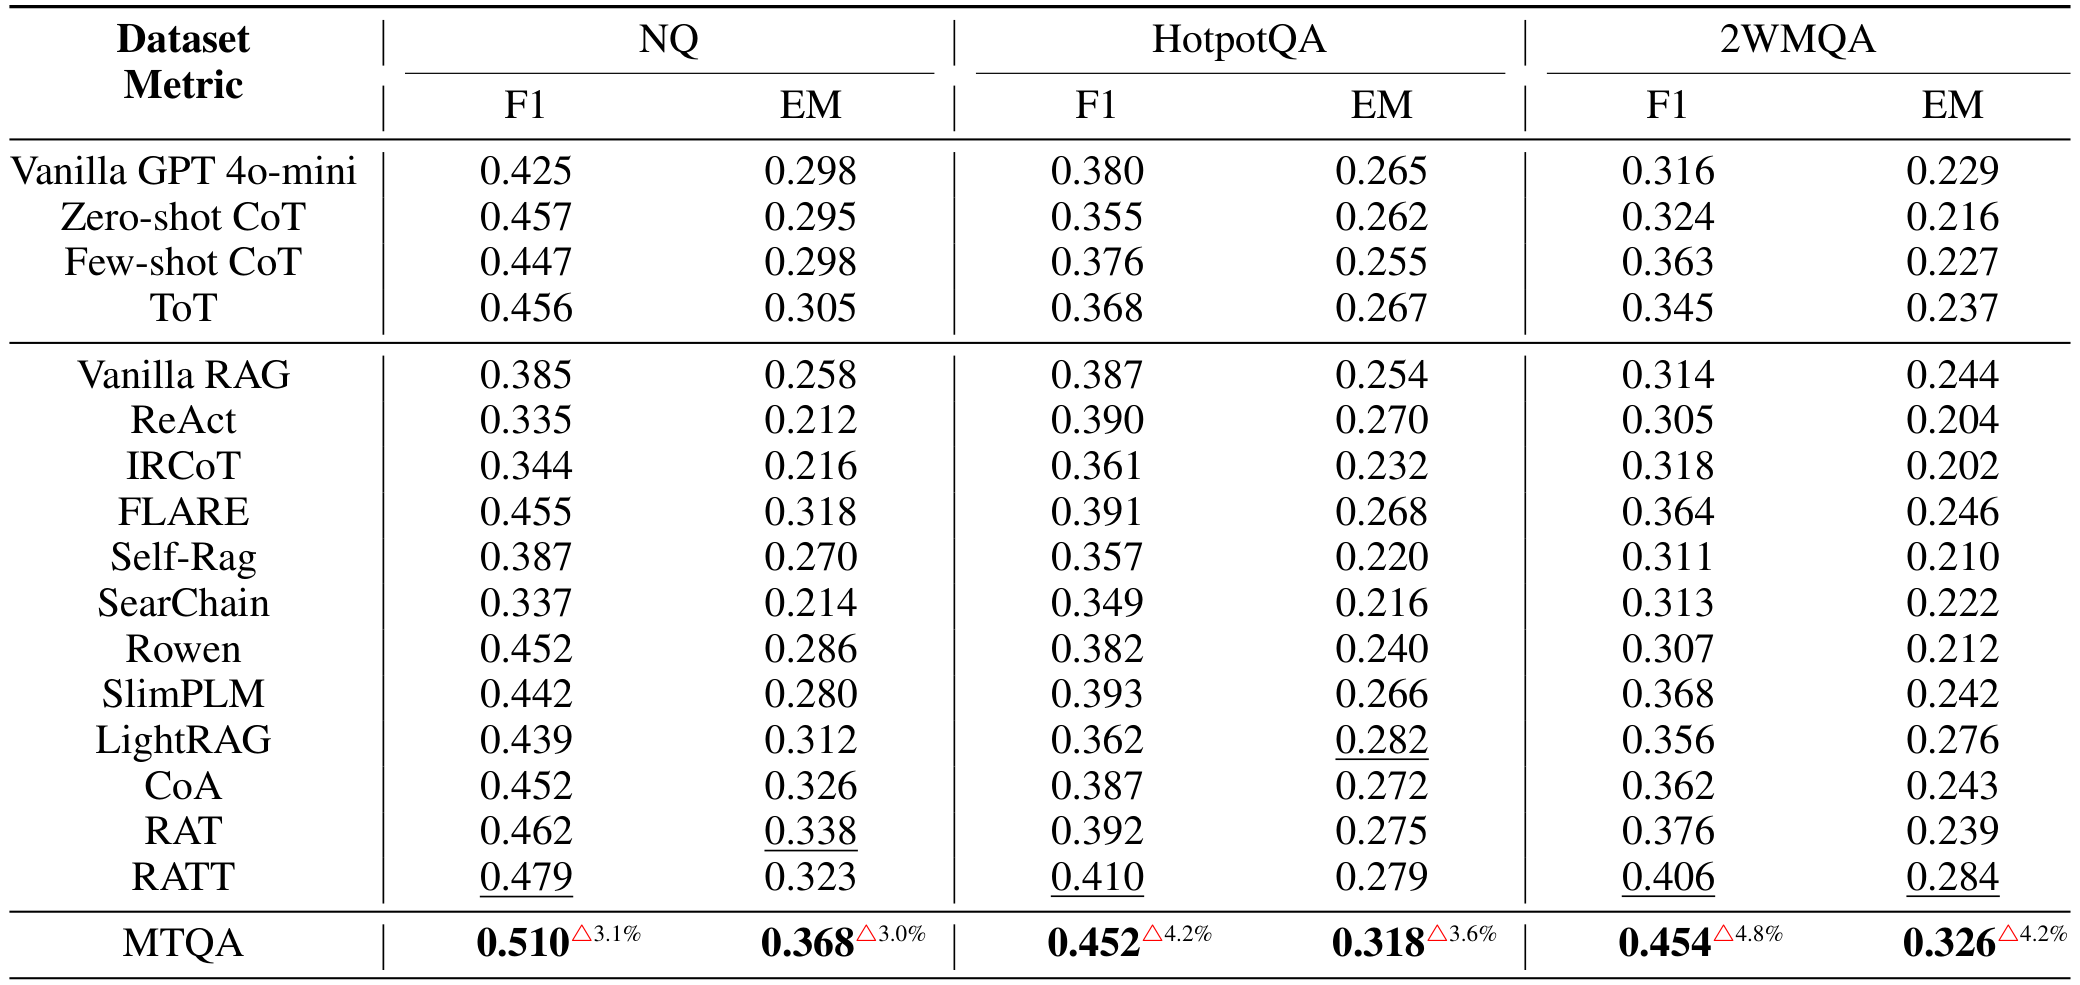 Dataset NQ HotpotQA 2WMQA
Metric F1 EM F1 EM F1 EM
Vanilla GPT 4o-mini 0.425 0.298 0.380 0.265 0.316 0.229
Zero-shot CoT 0.457 0.295 0.355 0.262 0.324 0.216
Few-shot CoT 0.447 0.298 0.376 0.255 0.363 0.227
ToT 0.456 0.305 0.368 0.267 0.345 0.237
Vanilla RAG 0.385 0.258 0.387 0.254 0.314 0.244
ReAct 0.335 0.212 0.390 0.270 0.305 0.204
IRCoT 0.344 0.216 0.361 0.232 0.318 0.202
FLARE 0.455 0.318 0.391 0.268 0.364 0.246
Self-Rag 0.387 0.270 0.357 0.220 0.311 0.210
SearChain 0.337 0.214 0.349 0.216 0.313 0.222
Rowen 0.452 0.286 0.382 0.240 0.307 0.212
SlimPLM 0.442 0.280 0.393 0.266 0.368 0.242
LightRAG 0.439 0.312 0.362 0.282 0.356 0.276
CoA 0.452 0.326 0.387 0.272 0.362 0.243
RAT 0.462 0.338 0.392 0.275 0.376 0.239
RATT 0.479 0.323 0.410 0.279 0.406 0.284
MTQA 0.510△3.1% 0.368△3.0% 0.452△4.2% 0.318△3.6% 0.454△4.8% 0.326△4.2%